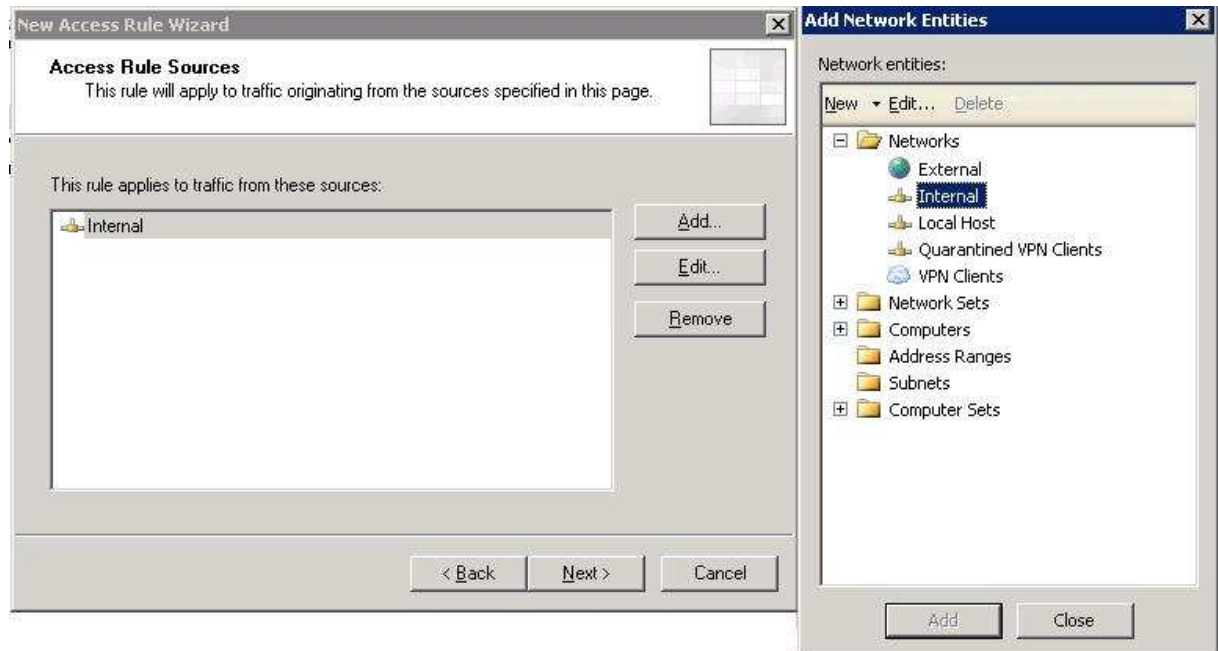 New Access Rule Wizard
Access Rule Sources
This rule will apply to traffic originating from the sources specified in this page.
This rule applies to traffic from these sources:
Internal
Add...
Edit...
Remove
< Back
Next >
Cancel
Add Network Entities
Network entities:
New Edit... Delete
Networks
External
Internal
Local Host
Quarantined VPN Clients
VPN Clients
Network Sets
Computers
Address Ranges
Subnets
Computer Sets
Add
Close